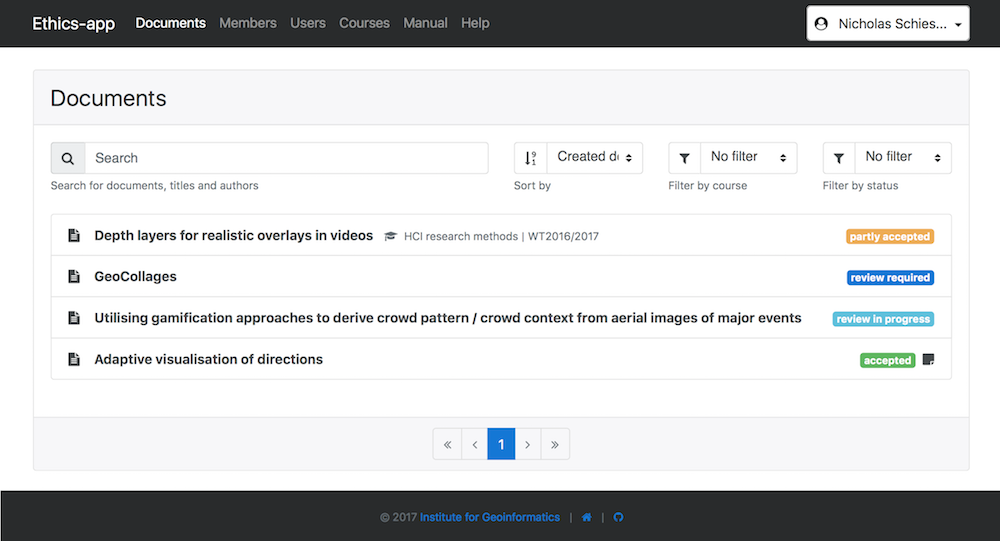 Ethics-app Documents Members Users Courses Manual Help Nicholas Schies...
Documents
Search Created No filter No filter
Search for documents, titles and authors Sort by Filter by course Filter by status
Depth layers for realistic overlays in videos HCI research methods | WT2016/2017 partly accepted
GeoCollages review required
Utilising gamification approaches to derive crowd pattern / crowd context from aerial images of major events review in progress
Adaptive visualisation of directions accepted
« ‹ 1 › »
© 2017 Institute for Geoinformatics | |